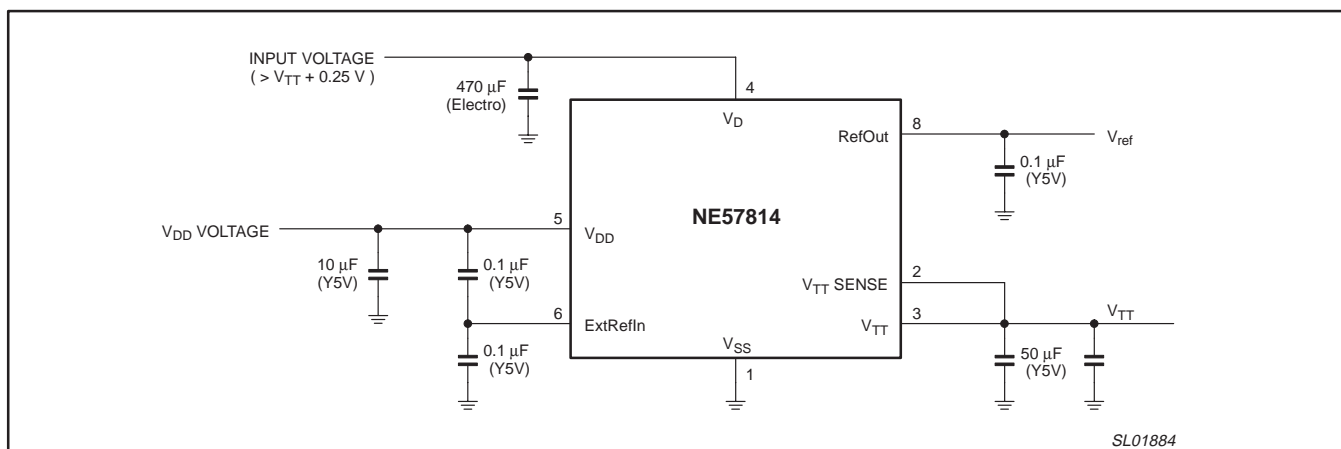 INPUT VOLTAGE
( > VTT + 0.25 V )
470 μF
(Electro)
4
VD
RefOut
8
Vref
0.1 μF
(Y5V)
NE57814
VDD VOLTAGE
5
VDD
10 μF
(Y5V)
0.1 μF
(Y5V)
2
VTT SENSE
6
ExtRefIn
3
VTT
VTT
0.1 μF
(Y5V)
VSS
1
50 μF
(Y5V)
SL01884